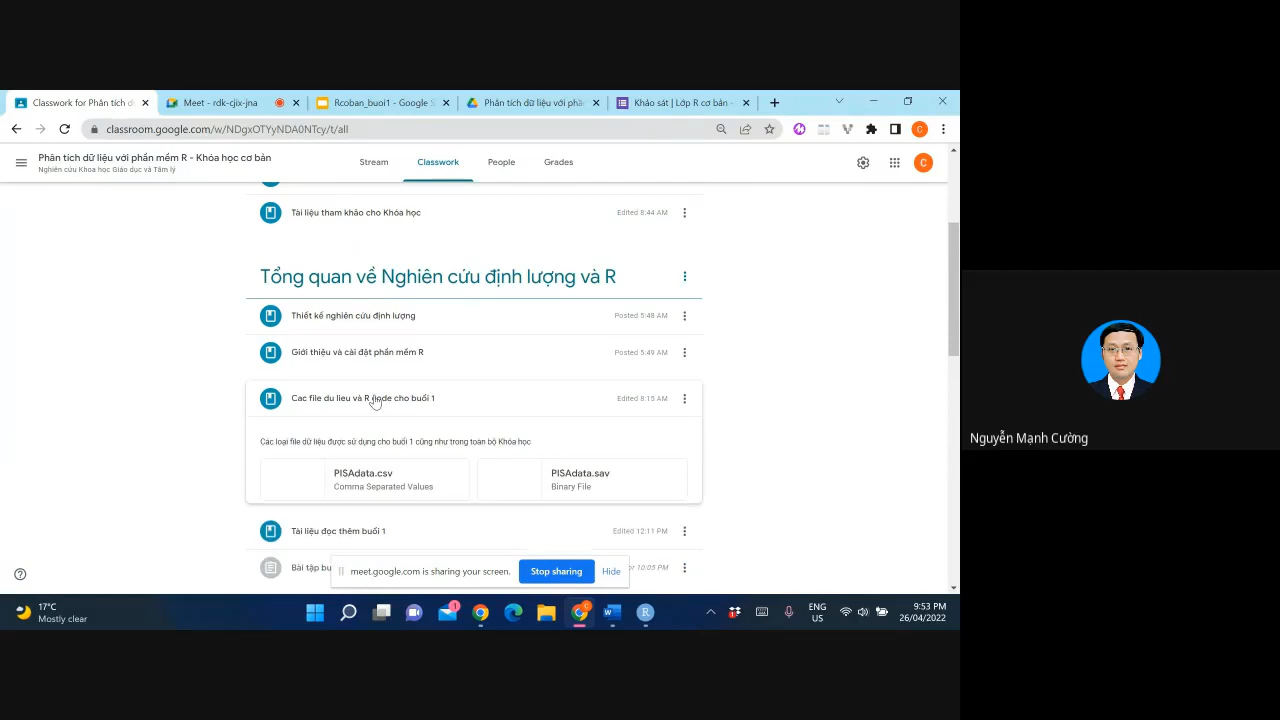 Classwork for Phân tích dữ
Meet - rdk-cjix-jna
Rcoban_buoi1 - Google S
Phân tích dữ liệu với phần
Khảo sát | Lớp R cơ bản -
classroom.google.com/w/NDgxOTYyNDA0NTcy/t/all
C
Phân tích dữ liệu với phần mềm R - Khóa học cơ bản
Nghiên cứu Khoa học Giáo dục và Tâm lý
Stream
Classwork
People
Grades
C
Tài liệu tham khảo cho Khóa học
Edited 8:44 AM
Tổng quan về Nghiên cứu định lượng và R
Thiết kế nghiên cứu định lượng
Posted 5:48 AM
Giới thiệu và cài đặt phần mềm R
Posted 5:49 AM
Cac file du lieu và R code cho buổi 1
Edited 8:15 AM
Các loại file dữ liệu được sử dụng cho buổi 1 cũng như trong toàn bộ Khóa học
PISAdata.csv
Comma Separated Values
PISAdata.sav
Binary File
Tài liệu đọc thêm buổi 1
Edited 12:11 PM
Bài tập bu
10:05 PM
meet.google.com is sharing your screen.
Stop sharing
Hide
Nguyễn Mạnh Cường
17°C
Mostly clear
1
C
W
R
ENG
US
9:53 PM
26/04/2022